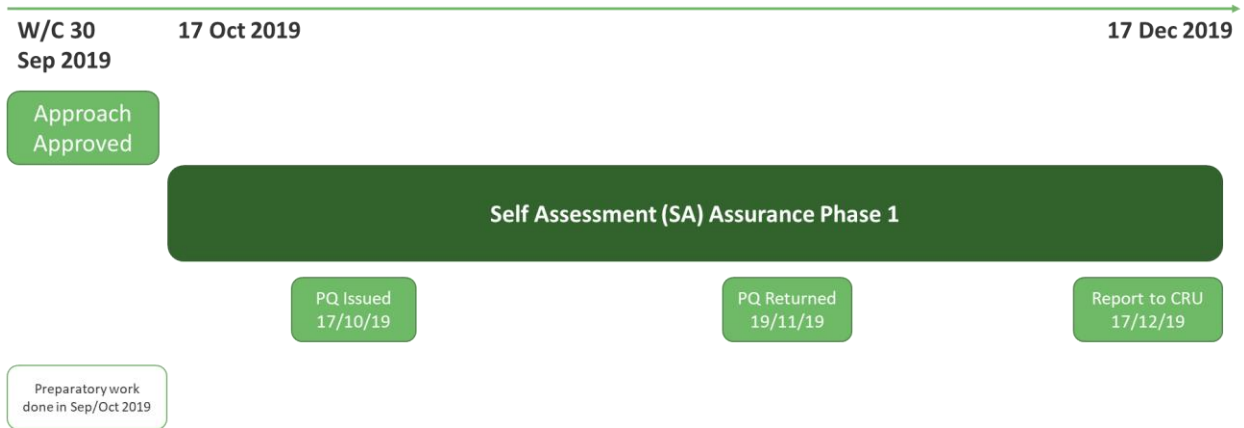 W/C 30
Sep 2019
17 Oct 2019
17 Dec 2019
Approach
Approved
Self Assessment (SA) Assurance Phase 1
PQ Issued
17/10/19
PQ Returned
19/11/19
Report to CRU
17/12/19
Preparatory work
done in Sep/Oct 2019